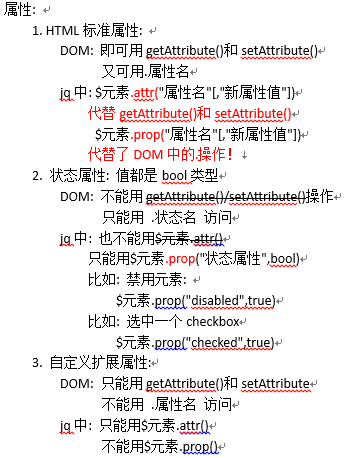 属性:
1. HTML 标准属性:
DOM: 即可用 getAttribute()和 setAttribute()
又可用.属性名
jq 中: $元素.attr("属性名"[,"新属性值"])
代替 getAttribute()和 setAttribute()
$元素.prop("属性名"[,"新属性值"])
代替了 DOM 中的.操作！
2. 状态属性: 值都是 bool 类型
DOM: 不能用 getAttribute()/setAttribute()操作
只能用 .状态名 访问
jq 中: 也不能用$元素.attr()
只能用$元素.prop("状态属性",bool)
比如: 禁用元素:
$元素.prop("disabled",true)
比如: 选中一个 checkbox
$元素.prop("checked",true)
3. 自定义扩展属性:
DOM: 只能用 getAttribute()和 setAttribute
不能用 .属性名 访问
jq 中: 只能用$元素.attr()
不能用$元素.prop()